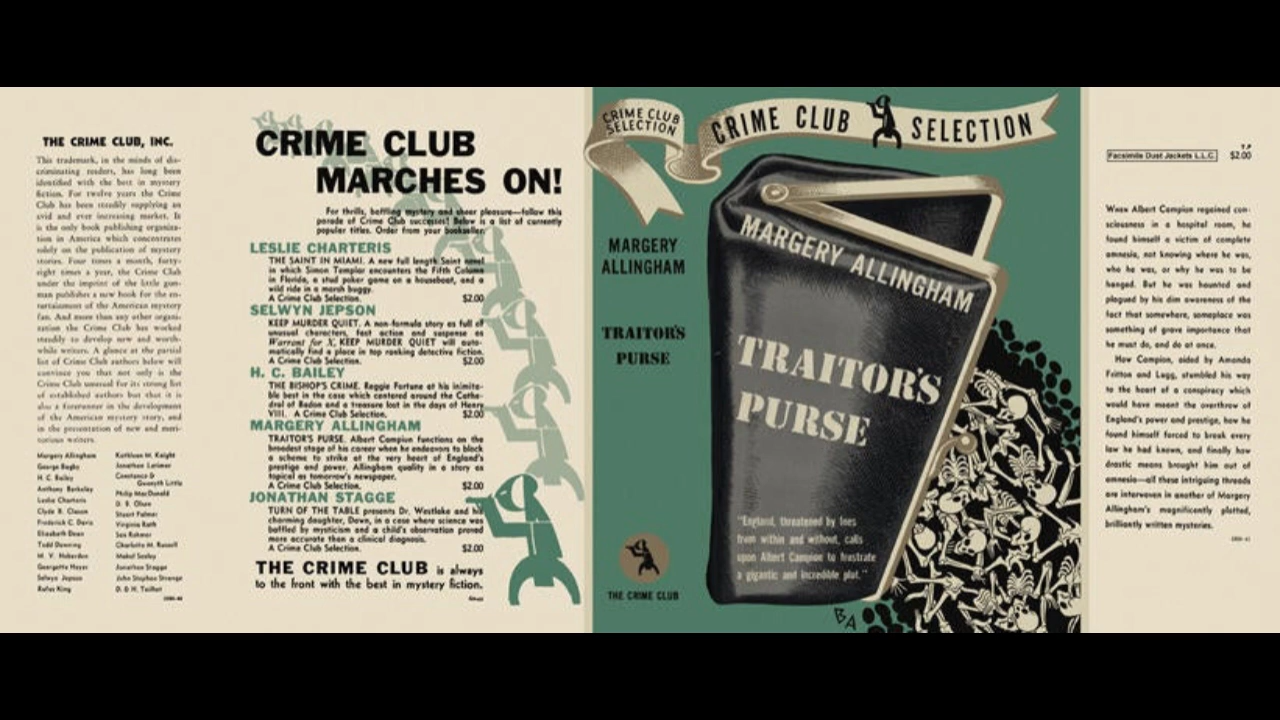 THE CRIME CLUB, INC.
This trademark, in the minds of dis-
criminating readers, has long been
identified with the best in mystery
fiction. For twelve years the Crime
Club has been steadily supplying an
avid and ever increasing market. It
is the only book publishing organiza-
tion in America which concentrates
solely on the publication of mystery
stories. Four times a month, forty-
eight times a year, the Crime Club
under the imprint of the little gun-
man publishes a new book for the en-
tertainment of the American mystery
fan. And more than any other organi-
zation the Crime Club has worked
steadily to develop new and worth-
while writers. A glance at the partial
list of Crime Club authors below will
convince you that not only is the
Crime Club unusual for its strong list
of established authors but that it is
also a forerunner in the development
of the American mystery story, and
in the presentation of new and meri-
torious writers.
Margery Allingham
George Bagby
H. C. Bailey
Anthony Berkeley
Leslie Charteris
Clyde B. Clason
Frederick C. Davis
Elizabeth Dean
Todd Downing
M. V. Heberden
Georgette Heyer
Selwyn Jepson
Rufus King
Kathleen M. Knight
Jonathan Latimer
Constance &
Gwenyth Little
Philip MacDonald
D. B. Olsen
Stuart Palmer
Virginia Rath
Sax Rohmer
Charlotte M. Russell
Mabel Seeley
Jonathan Stagge
John Stephen Strange
D. & H. Teilhet
CRIME CLUB
MARCHES ON!
For thrills, baffling mystery and sheer pleasure—follow this
parade of Crime Club successes! Below is a list of currently
popular titles. Order from your bookseller.
LESLIE CHARTERIS
THE SAINT IN MIAMI. A new full length Saint novel
in which Simon Templar encounters the Fifth Column
in Florida, a stud poker game on a houseboat, and a
wild ride in a marsh buggy.
A Crime Club Selection. $2.00
SELWYN JEPSON
KEEP MURDER QUIET. A non-formula story as full of
unusual characters, fast action and suspense as
Warrant for X, KEEP MURDER QUIET will auto-
matically find a place in top ranking detective fiction.
A Crime Club Selection. $2.00
H. C. BAILEY
THE BISHOP'S CRIME. Reggie Fortune at his inimita-
ble best in the case which centered around the Cathe-
dral of Badon and a treasure lost in the days of Henry
VIII. A Crime Club Selection. $2.00
MARGERY ALLINGHAM
TRAITOR'S PURSE. Albert Campion functions on the
broadest stage of his career when he endeavors to block
a scheme to strike at the very heart of England's
prestige and power. Allingham quality in a story as
topical as tomorrow's newspaper.
A Crime Club Selection. $2.00
JONATHAN STAGGE
TURN OF THE TABLE presents Dr. Westlake and his
charming daughter, Dawn, in a case where science was
baffled by mysticism and a child's observation proved
more accurate than a clinical diagnosis.
A Crime Club Selection. $2.00
THE CRIME CLUB is always
to the front with the best in mystery fiction.
CRIME CLUB
SELECTION
MARGERY
ALLINGHAM
TRAITOR'S
PURSE
THE CRIME CLUB
CRIME CLUB SELECTION
MARGERY ALLINGHAM
TRAITOR'S
PURSE
"England, threatened by foes
from within and without, calls
upon Albert Campion to frustrate
a gigantic and incredible plot."
BA
Facsimile Dust Jackets L.L.C.
T.P.
$2.00
When Albert Campion regained con-
sciousness in a hospital room, he
found himself a victim of complete
amnesia, not knowing where he was,
who he was, or why he was to be
hanged. But he was haunted and
plagued by his dim awareness of the
fact that somewhere, someplace was
something of grave importance that
he must do, and do at once.
How Campion, aided by Amanda
Fitton and Lugg, stumbled his way
to the heart of a conspiracy which
would have meant the overthrow of
England's power and prestige, how he
found himself forced to break every
law he had known, and finally how
drastic means brought him out of
amnesia—all these intriguing threads
are interwoven in another of Margery
Allingham's magnificently plotted,
brilliantly written mysteries.